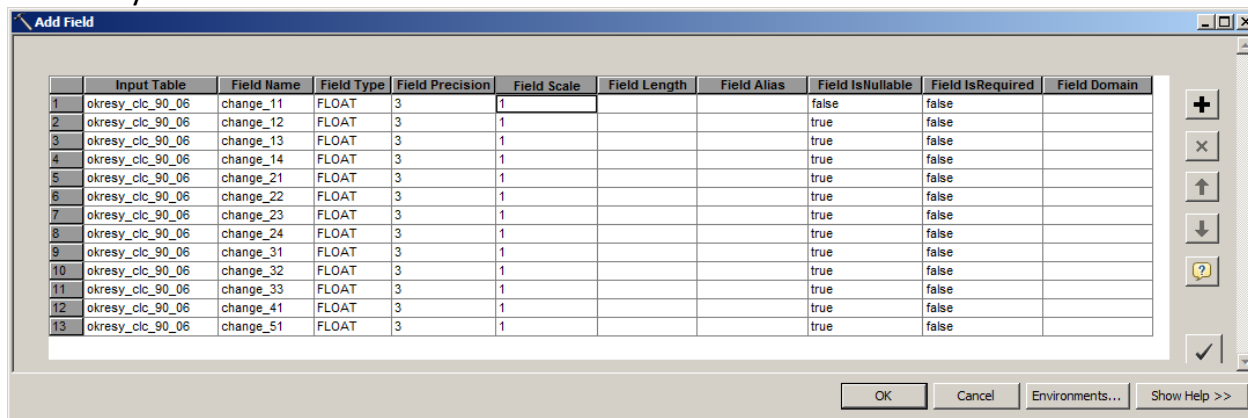 Add Field
Input Table Field Name Field Type Field Precision Field Scale Field Length Field Alias Field IsNullable Field IsRequired Field Domain
1 okresy_clc_90_06 change_11 FLOAT 3 1 false false
2 okresy_clc_90_06 change_12 FLOAT 3 1 true false
3 okresy_clc_90_06 change_13 FLOAT 3 1 true false
4 okresy_clc_90_06 change_14 FLOAT 3 1 true false
5 okresy_clc_90_06 change_21 FLOAT 3 1 true false
6 okresy_clc_90_06 change_22 FLOAT 3 1 true false
7 okresy_clc_90_06 change_23 FLOAT 3 1 true false
8 okresy_clc_90_06 change_24 FLOAT 3 1 true false
9 okresy_clc_90_06 change_31 FLOAT 3 1 true false
10 okresy_clc_90_06 change_32 FLOAT 3 1 true false
11 okresy_clc_90_06 change_33 FLOAT 3 1 true false
12 okresy_clc_90_06 change_41 FLOAT 3 1 true false
13 okresy_clc_90_06 change_51 FLOAT 3 1 true false
OK Cancel Environments... Show Help >>